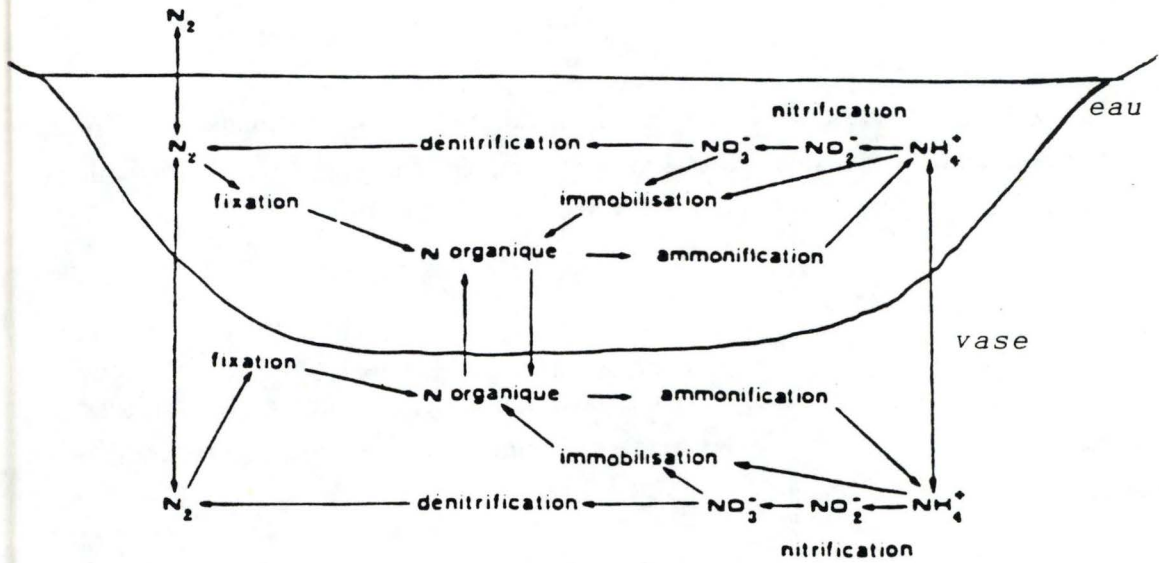 N₂
nitrification
eau
N₂ dénitrification NO₃⁻ NO₂⁻ NH₄⁺
fixation immobilisation
N organique ammonification
vase
fixation
N organique ammonification
immobilisation
N₂ dénitrification NO₃⁻ NO₂⁻ NH₄⁺
nitrification